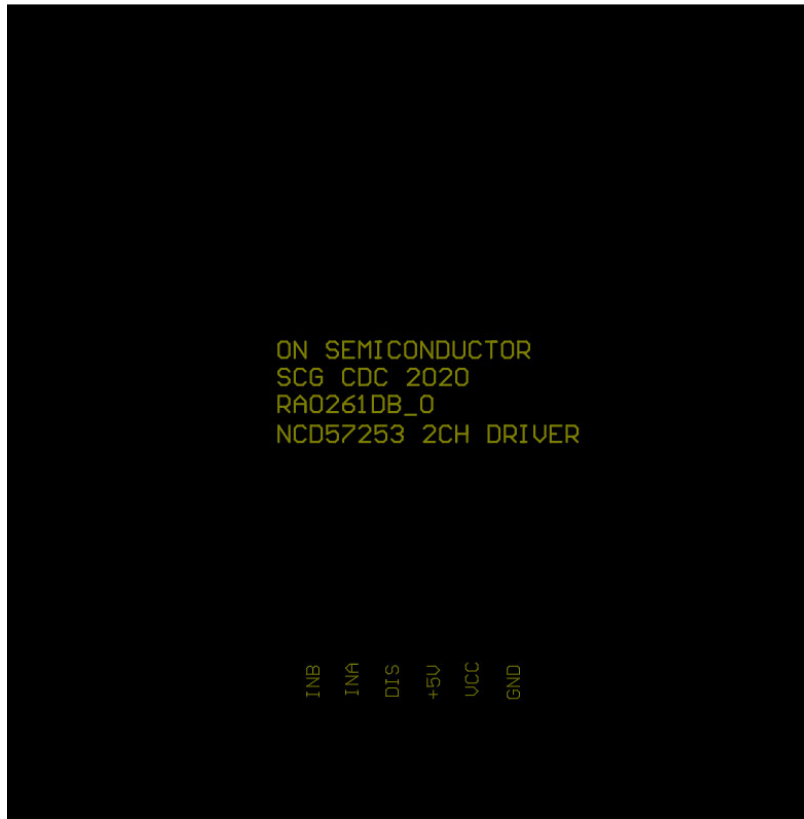 ON SEMICONDUCTOR
SCG CDC 2020
RA0261DB_0
NCD57253 2CH DRIVER
INB
INA
DIS
+5V
VCC
GND